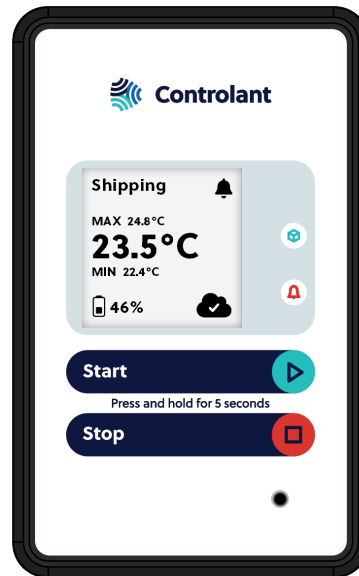 Controlant
Shipping
MAX 24.8°C
23.5°C
MIN 22.4°C
46%
Start
Press and hold for 5 seconds
Stop